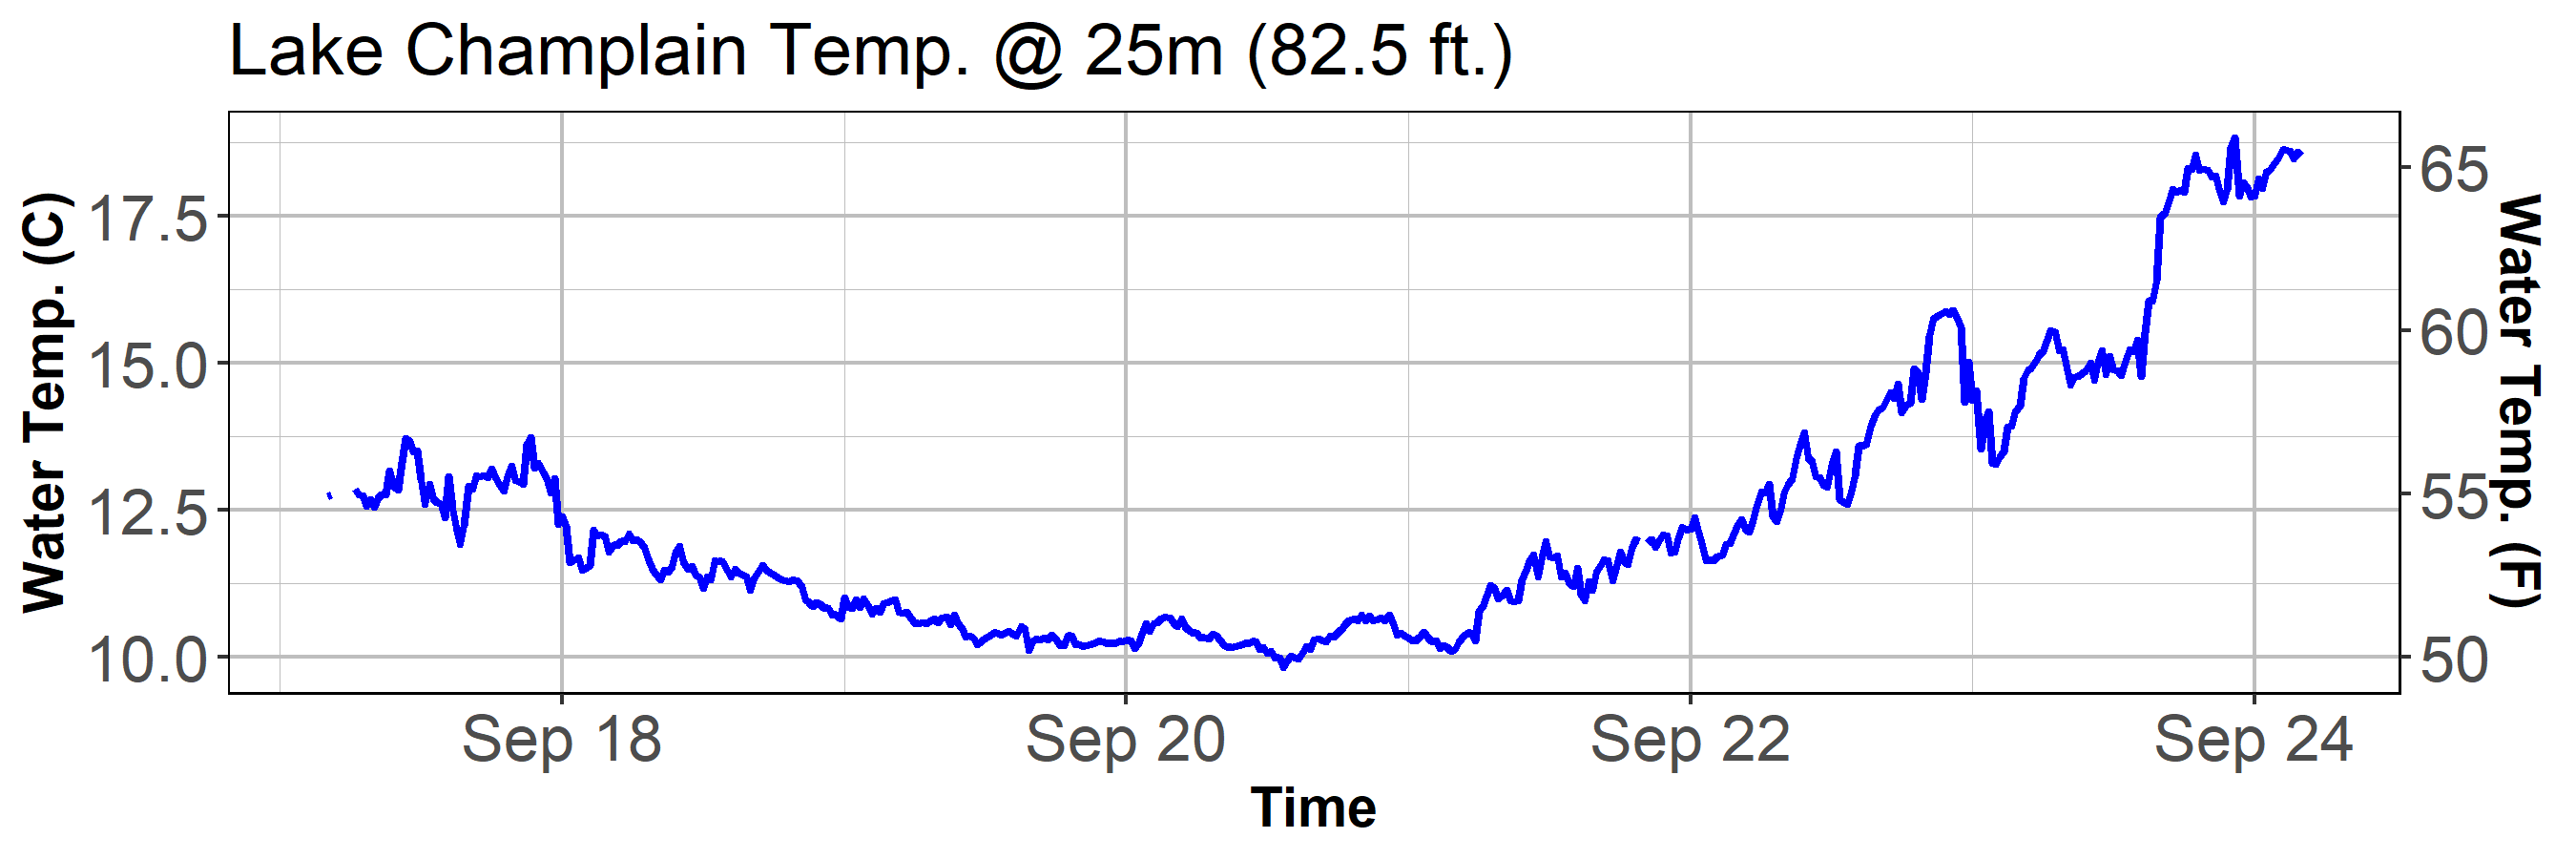 Lake Champlain Temp. @ 25m (82.5 ft.)
Water Temp. (C)
17.5
15.0
12.5
10.0
65
60
55
50
Water Temp. (F)
Sep 18
Sep 20
Sep 22
Sep 24
Time